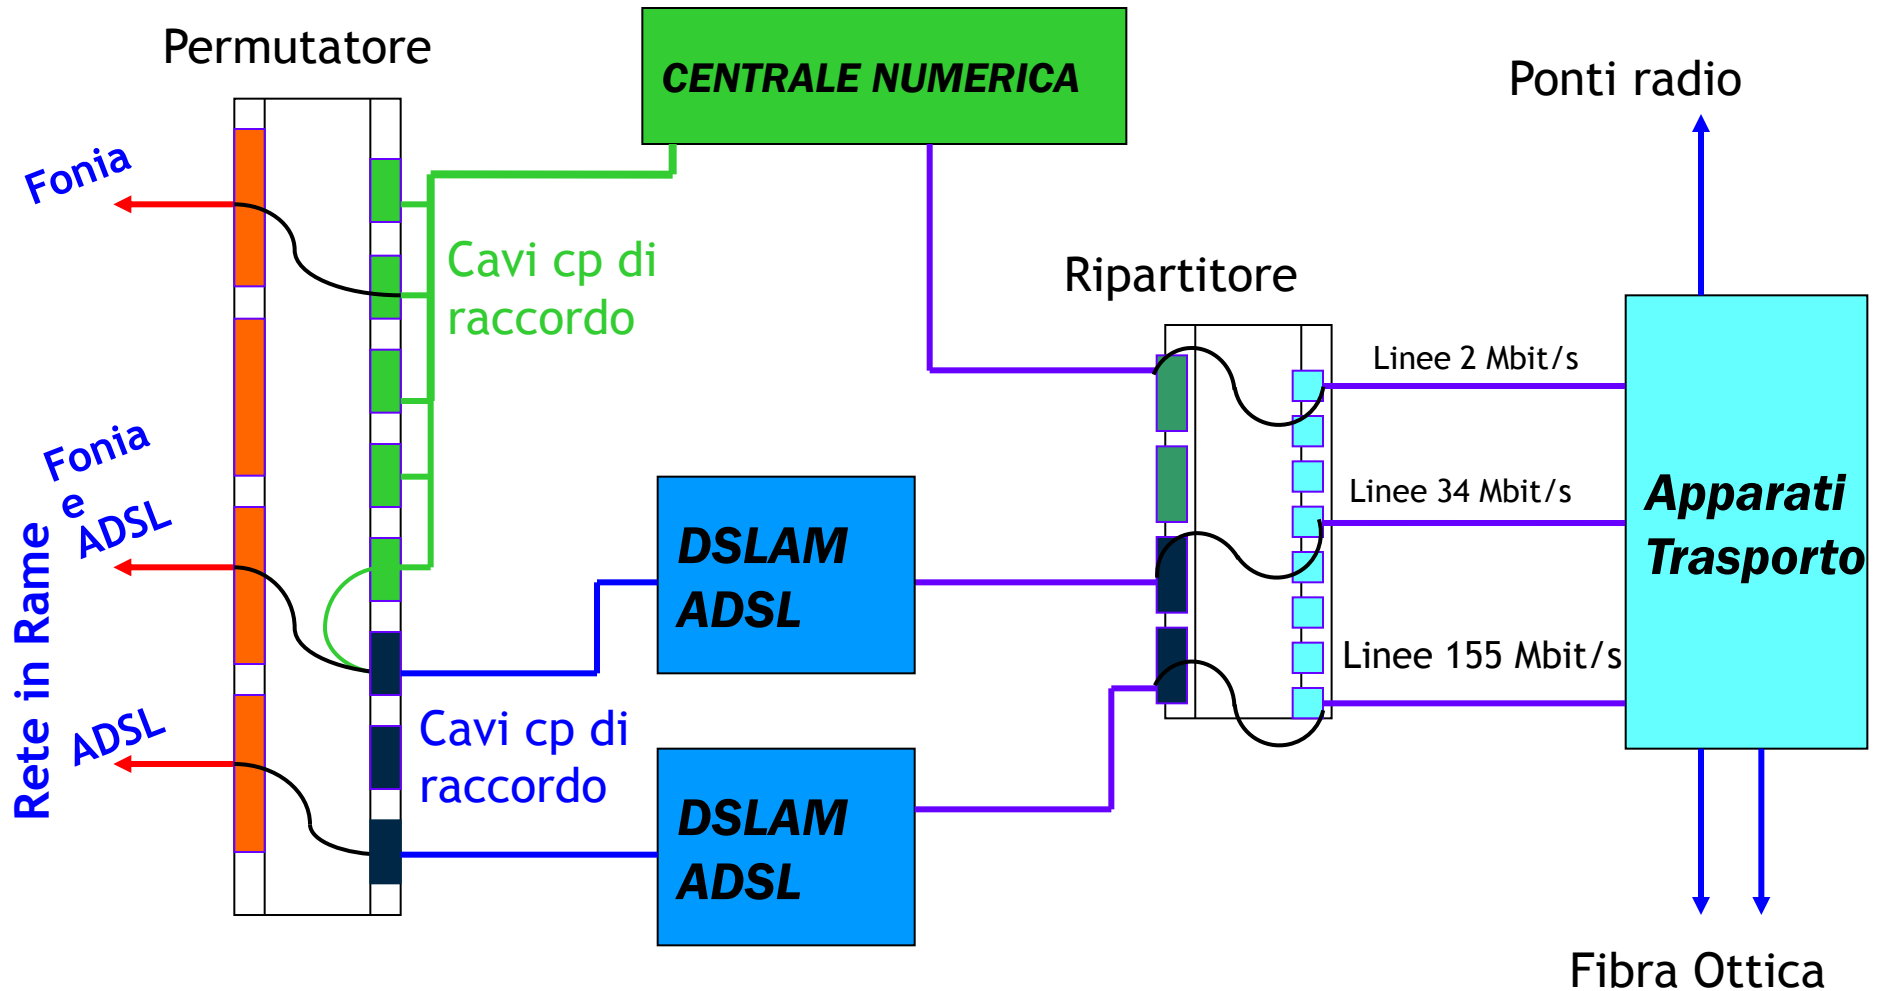 Permutatore
CENTRALE NUMERICA
Ponti radio
Fonia
Cavi cp di
raccordo
Ripartitore
Linee 2 Mbit/s
Fonia
e
ADSL
Linee 34 Mbit/s
Apparati
Trasporto
DSLAM
ADSL
Rete in Rame
Linee 155 Mbit/s
ADSL
Cavi cp di
raccordo
DSLAM
ADSL
Fibra Ottica